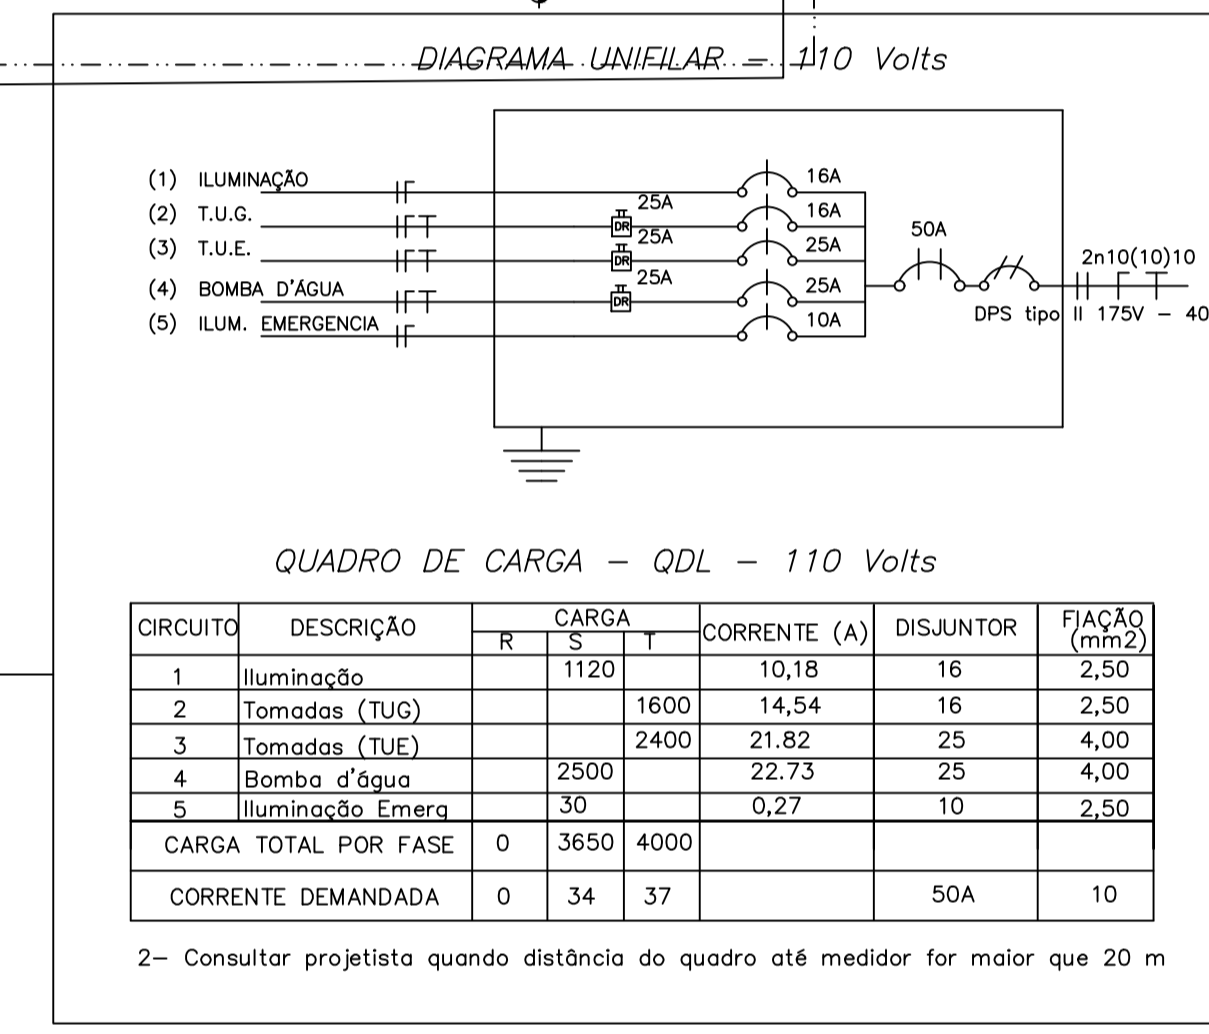 DIAGRAMA UNIFILAR - 110 Volts
(1) ILUMINAÇÃO 16A
(2) T.U.G. DR 25A 16A
(3) T.U.E. DR 25A 25A
(4) BOMBA D'ÁGUA DR 25A 25A
(5) ILUM. EMERGENCIA 10A
50A
2n10(10)10
DPS tipo II 175V - 40
QUADRO DE CARGA - QDL - 110 Volts
CIRCUITO DESCRIÇÃO CARGA CORRENTE (A) DISJUNTOR FIAÇÃO (mm2)
R S T
1 Iluminação 1120 10,18 16 2,50
2 Tomadas (TUG) 1600 14,54 16 2,50
3 Tomadas (TUE) 2400 21.82 25 4,00
4 Bomba d'água 2500 22.73 25 4,00
5 Iluminação Emerg 30 0,27 10 2,50
CARGA TOTAL POR FASE 0 3650 4000
CORRENTE DEMANDADA 0 34 37 50A 10
2- Consultar projetista quando distância do quadro até medidor for maior que 20 m